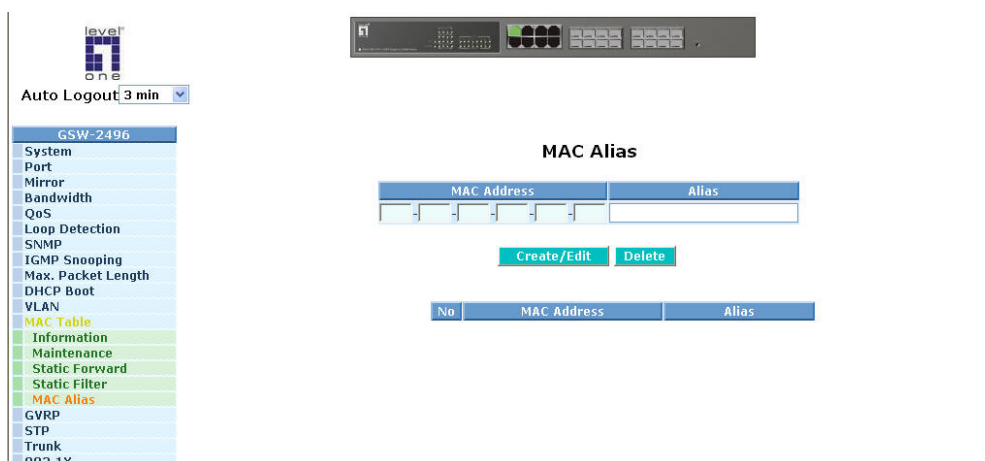 level
one
Auto Logout 3 min
GSW-2496
System
Port
Mirror
Bandwidth
QoS
Loop Detection
SNMP
IGMP Snooping
Max. Packet Length
DHCP Boot
VLAN
MAC Table
Information
Maintenance
Static Forward
Static Filter
MAC Alias
GVRP
STP
Trunk
802.1X
MAC Alias
MAC Address Alias
- - - - -
Create/Edit Delete
No MAC Address Alias